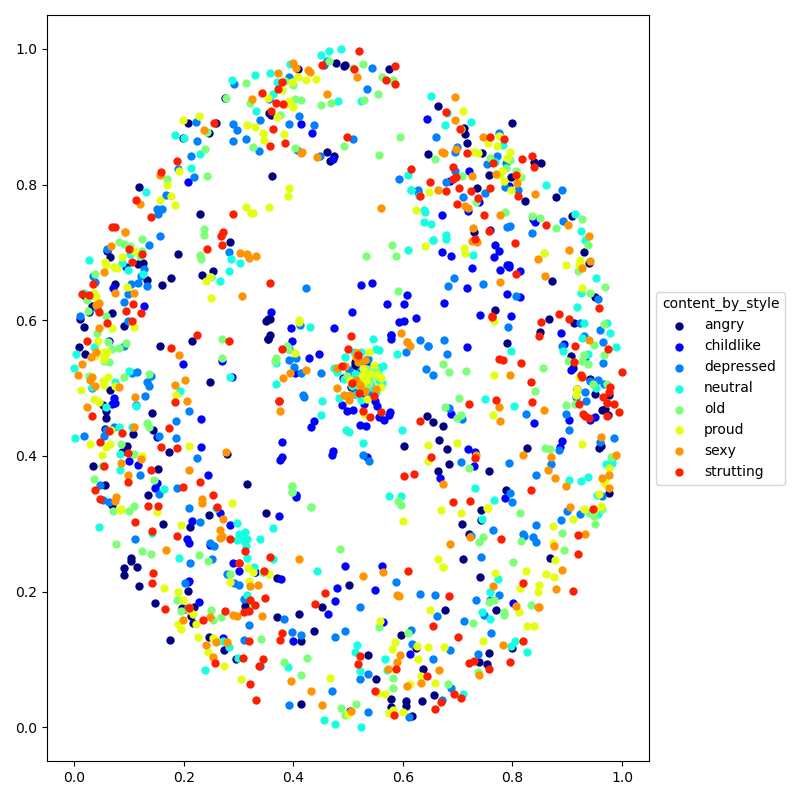 1.0
0.8
0.6
0.4
0.2
0.0
0.0 0.2 0.4 0.6 0.8 1.0
content_by_style
angry
childlike
depressed
neutral
old
proud
sexy
strutting